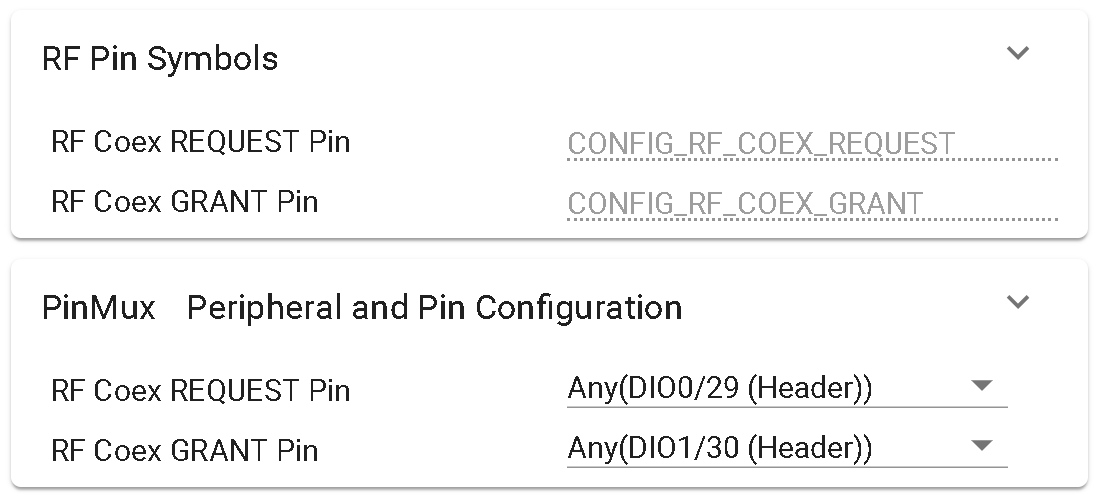 RF Pin Symbols
RF Coex REQUEST Pin CONFIG_RF_COEX_REQUEST
RF Coex GRANT Pin CONFIG_RF_COEX_GRANT
PinMux Peripheral and Pin Configuration
RF Coex REQUEST Pin Any(DIO0/29 (Header))
RF Coex GRANT Pin Any(DIO1/30 (Header))